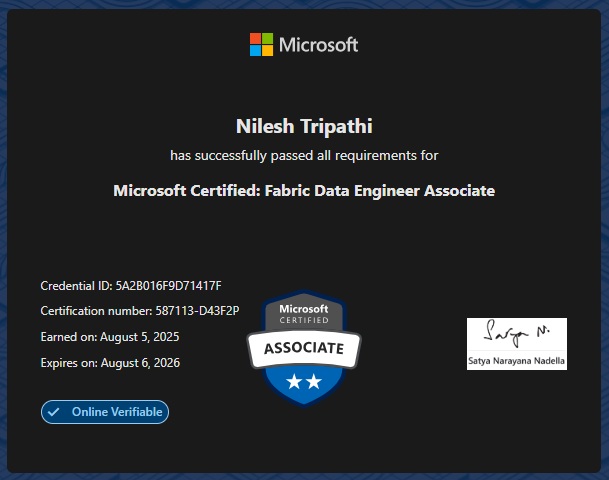 Microsoft
Nilesh Tripathi
has successfully passed all requirements for
Microsoft Certified: Fabric Data Engineer Associate
Credential ID: 5A2B016F9D71417F
Certification number: 587113-D43F2P
Earned on: August 5, 2025
Expires on: August 6, 2026
Online Verifiable
Microsoft
CERTIFIED
ASSOCIATE
Satya N.
Satya Narayana Nadella